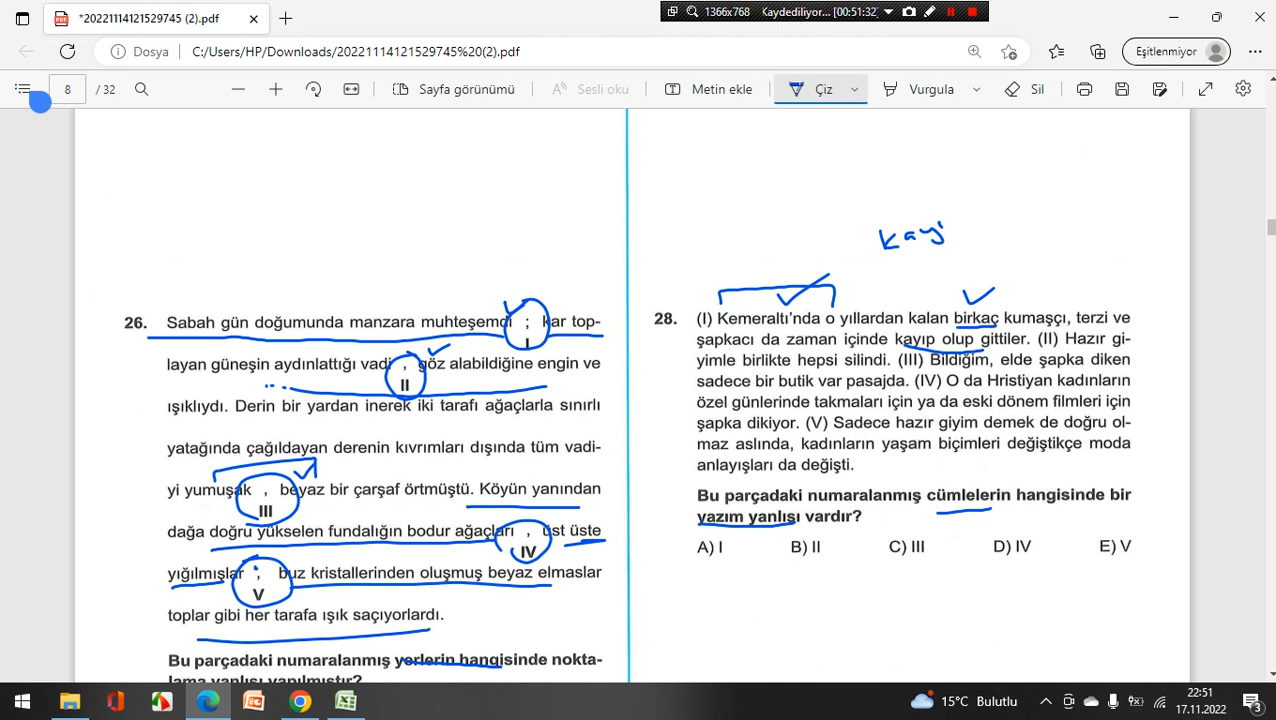 *20221114121529745 (2).pdf
1366x768 Kaydediliyor... [00:51:32]
Dosya C:/Users/HP/Downloads/20221114121529745%20(2).pdf
Eşitlenmiyor
8 / 32 Sayfa görünümü Sesli oku Metin ekle Çiz Vurgula Sil
26. Sabah gün doğumunda manzara muhteşemdi ; kar top-
I
layan güneşin aydınlattığı vadi , göz alabildiğine engin ve
II
ışıklıydı. Derin bir yardan inerek iki tarafı ağaçlarla sınırlı
yatağında çağıldayan derenin kıvrımları dışında tüm vadi-
yi yumuşak , beyaz bir çarşaf örtmüştü. Köyün yanından
III
dağa doğru yükselen fundalığın bodur ağaçları , üst üste
IV
yığılmışlar ; buz kristallerinden oluşmuş beyaz elmaslar
V
toplar gibi her tarafa ışık saçıyorlardı.
Bu parçadaki numaralanmış yerlerin hangisinde nokta-
lama yanlışı yapılmıştır?
kayı
28. (I) Kemeraltı'nda o yıllardan kalan birkaç kumaşçı, terzi ve
şapkacı da zaman içinde kayıp olup gittiler. (II) Hazır gi-
yimle birlikte hepsi silindi. (III) Bildiğim, elde şapka diken
sadece bir butik var pasajda. (IV) O da Hristiyan kadınların
özel günlerinde takmaları için ya da eski dönem filmleri için
şapka dikiyor. (V) Sadece hazır giyim demek de doğru ol-
maz aslında, kadınların yaşam biçimleri değiştikçe moda
anlayışları da değişti.
Bu parçadaki numaralanmış cümlelerin hangisinde bir
yazım yanlışı vardır?
A) I B) II C) III D) IV E) V
15°C Bulutlu
22:51
17.11.2022
3